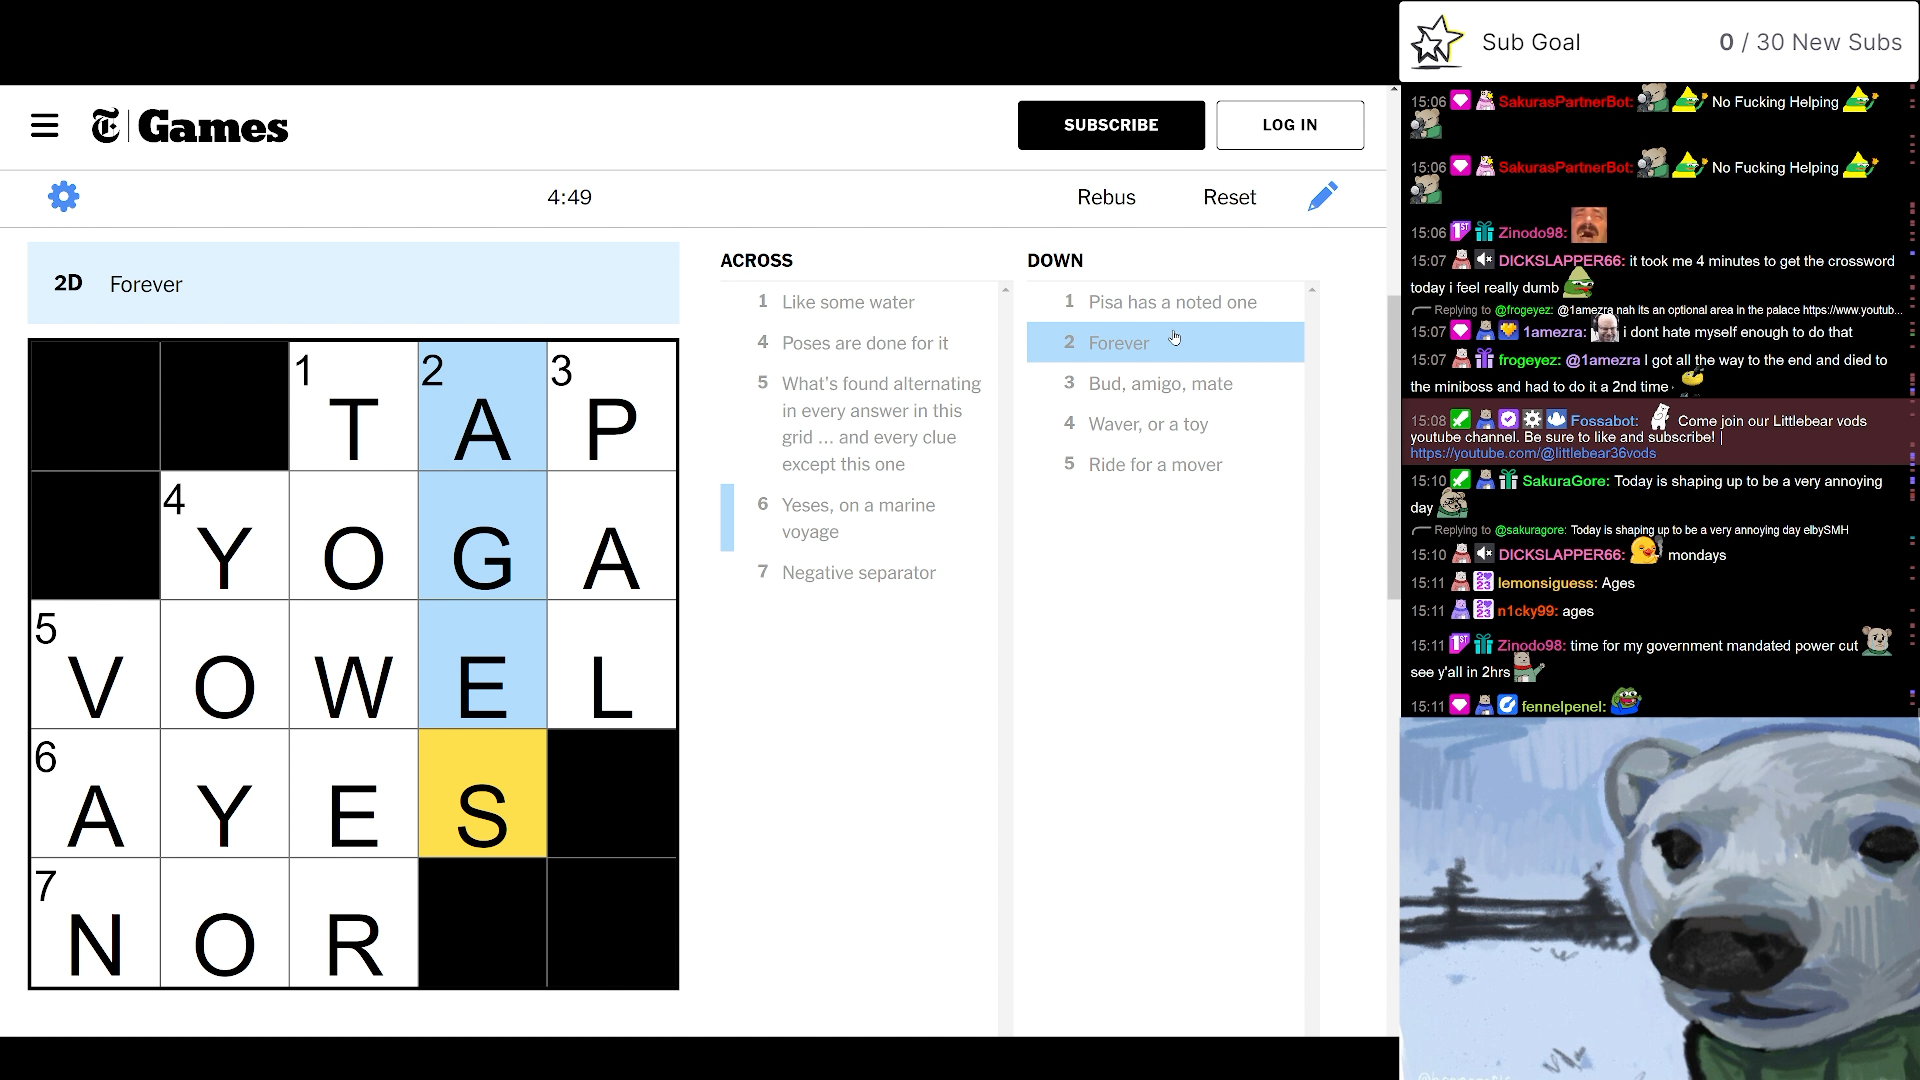 Games
SUBSCRIBE
LOG IN
4:49
Rebus
Reset
2D Forever
1 T 2 A 3 P
4 Y O G A
5 V O W E L
6 A Y E S
7 N O R
ACROSS
1 Like some water
4 Poses are done for it
5 What's found alternating
in every answer in this
grid ... and every clue
except this one
6 Yeses, on a marine
voyage
7 Negative separator
DOWN
1 Pisa has a noted one
2 Forever
3 Bud, amigo, mate
4 Waver, or a toy
5 Ride for a mover
Sub Goal
0 / 30 New Subs
15:06 SakurasPartnerBot: No Fucking Helping
15:06 SakurasPartnerBot: No Fucking Helping
15:06 Zinodo98:
15:07 DICKSLAPPER66: it took me 4 minutes to get the crossword
today i feel really dumb
Replying to @frogeyez: @1amezra nah its an optional area in the palace https://www.youtub...
15:07 1amezra: i dont hate myself enough to do that
15:07 frogeyez: @1amezra I got all the way to the end and died to
the miniboss and had to do it a 2nd time
15:08 Fossabot: Come join our Littlebear vods
youtube channel. Be sure to like and subscribe! |
https://youtube.com/@littlebear36vods
15:10 SakuraGore: Today is shaping up to be a very annoying
day
Replying to @sakuragore: Today is shaping up to be a very annoying day elbySMH
15:10 DICKSLAPPER66: mondays
15:11 lemonsiguess: Ages
15:11 n1cky99: ages
15:11 Zinodo98: time for my government mandated power cut
see y'all in 2hrs
15:11 fennelpenel: